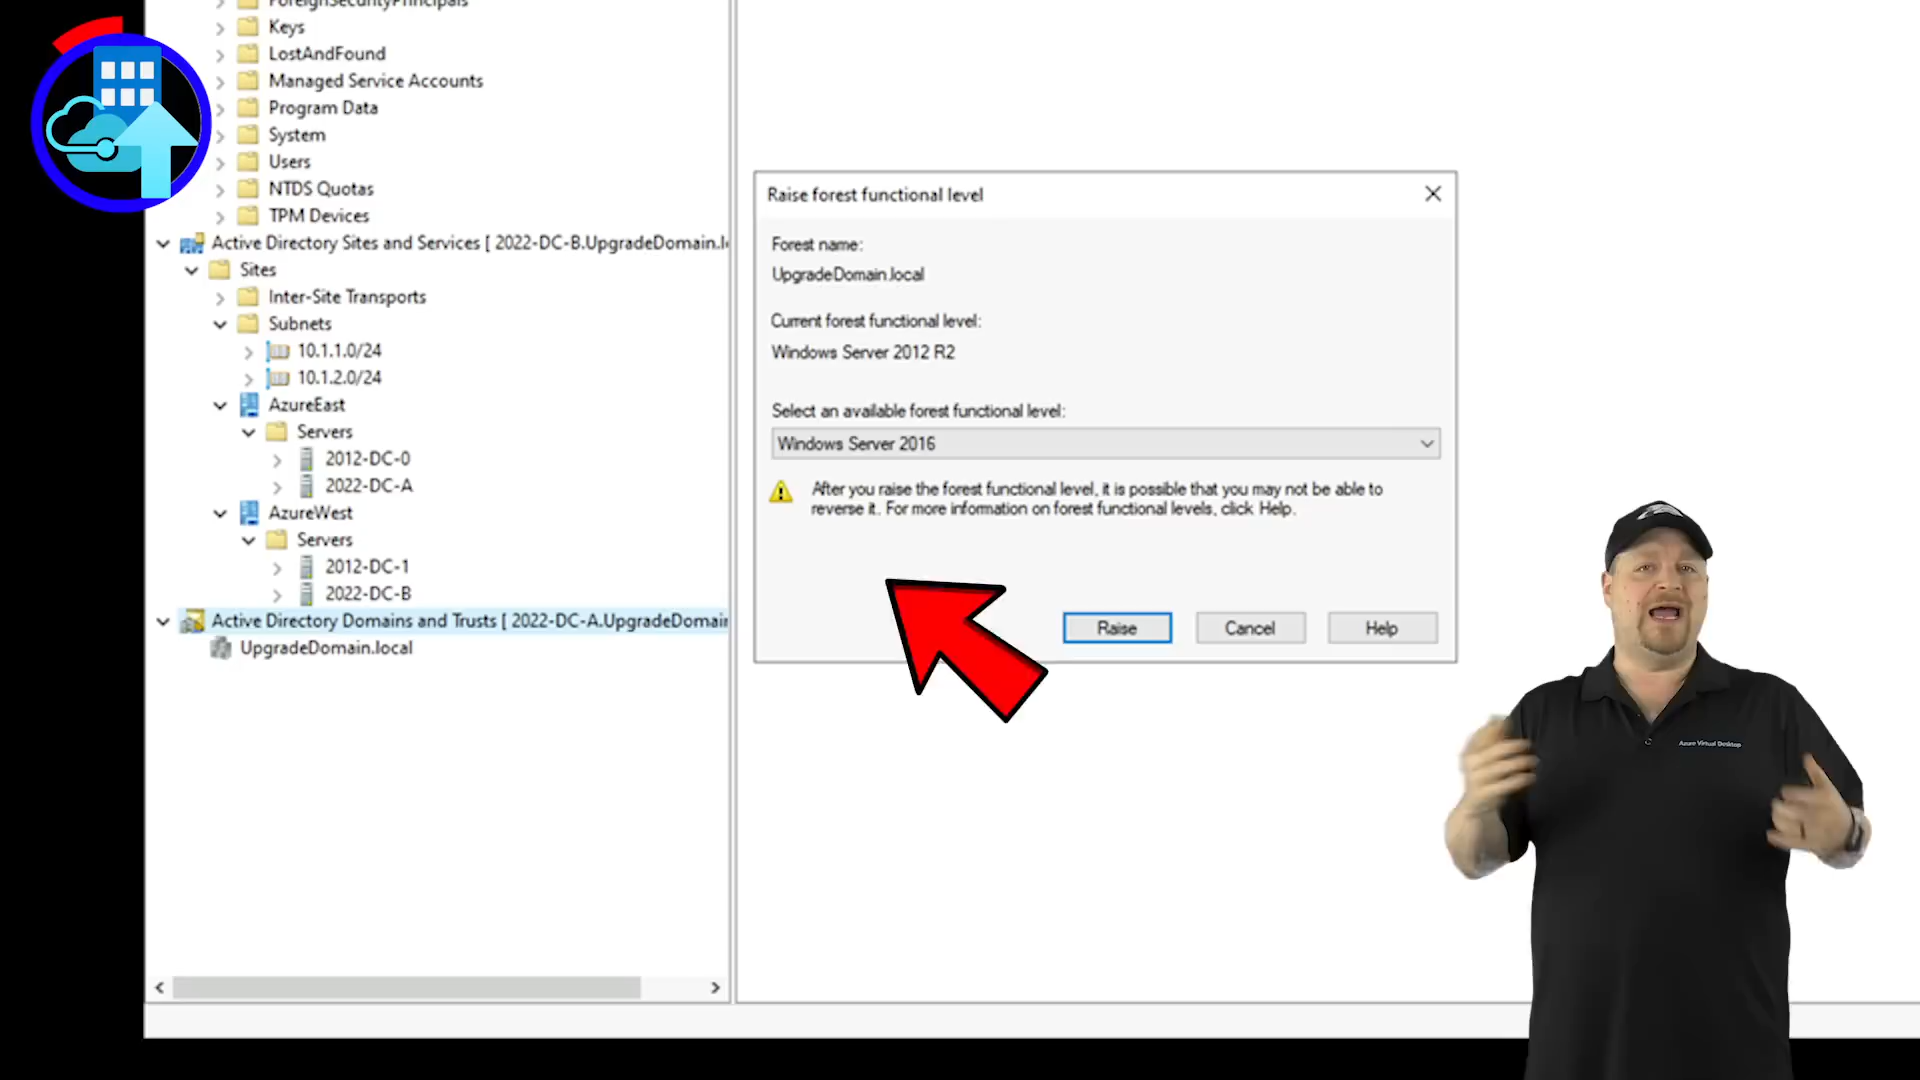 ForeignSecurityPrincipals
Keys
LostAndFound
Managed Service Accounts
Program Data
System
Users
NTDS Quotas
TPM Devices
Active Directory Sites and Services [ 2022-DC-B.UpgradeDomain.l
Sites
Inter-Site Transports
Subnets
10.1.1.0/24
10.1.2.0/24
AzureEast
Servers
2012-DC-0
2022-DC-A
AzureWest
Servers
2012-DC-1
2022-DC-B
Active Directory Domains and Trusts [ 2022-DC-A.UpgradeDomain
UpgradeDomain.local
Raise forest functional level
Forest name:
UpgradeDomain.local
Current forest functional level:
Windows Server 2012 R2
Select an available forest functional level:
Windows Server 2016
After you raise the forest functional level, it is possible that you may not be able to
reverse it. For more information on forest functional levels, click Help.
Raise
Cancel
Help
Azure Virtual Desktop